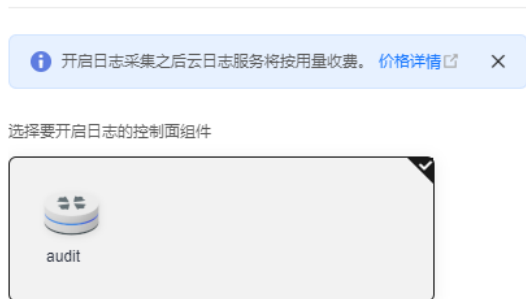 开启日志采集之后云日志服务将按用量收费。 价格详情
选择要开启日志的控制面组件
audit